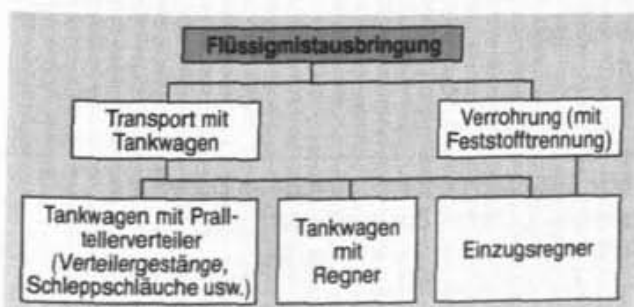 Flüssigmistausbringung
Transport mit
Tankwagen
Verrohrung (mit
Feststofftrennung)
Tankwagen mit Prall-
tellerverteiler
(Verteilergestänge,
Schleppschläuche usw.)
Tankwagen
mit
Regner
Einzugsregner